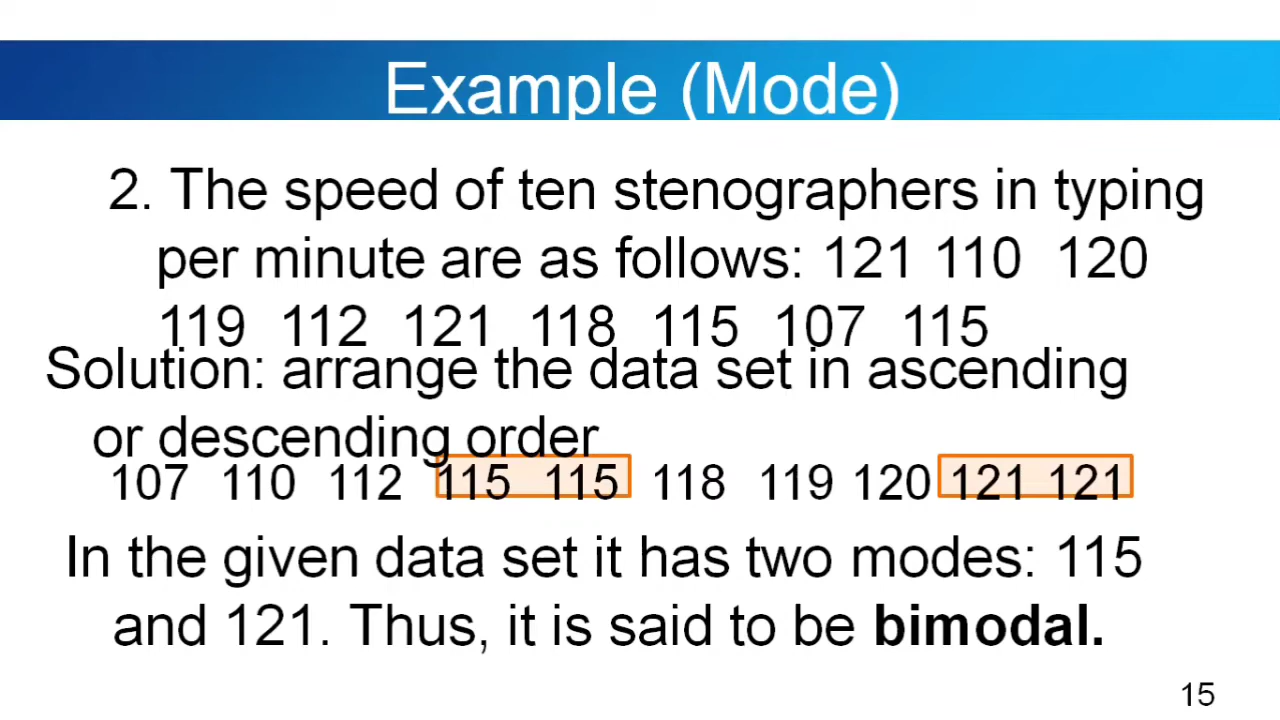 Example (Mode)
2. The speed of ten stenographers in typing
per minute are as follows: 121 110 120
119 112 121 118 115 107 115
Solution: arrange the data set in ascending
or descending order
107 110 112 115 115 118 119 120 121 121
In the given data set it has two modes: 115
and 121. Thus, it is said to be bimodal.
15